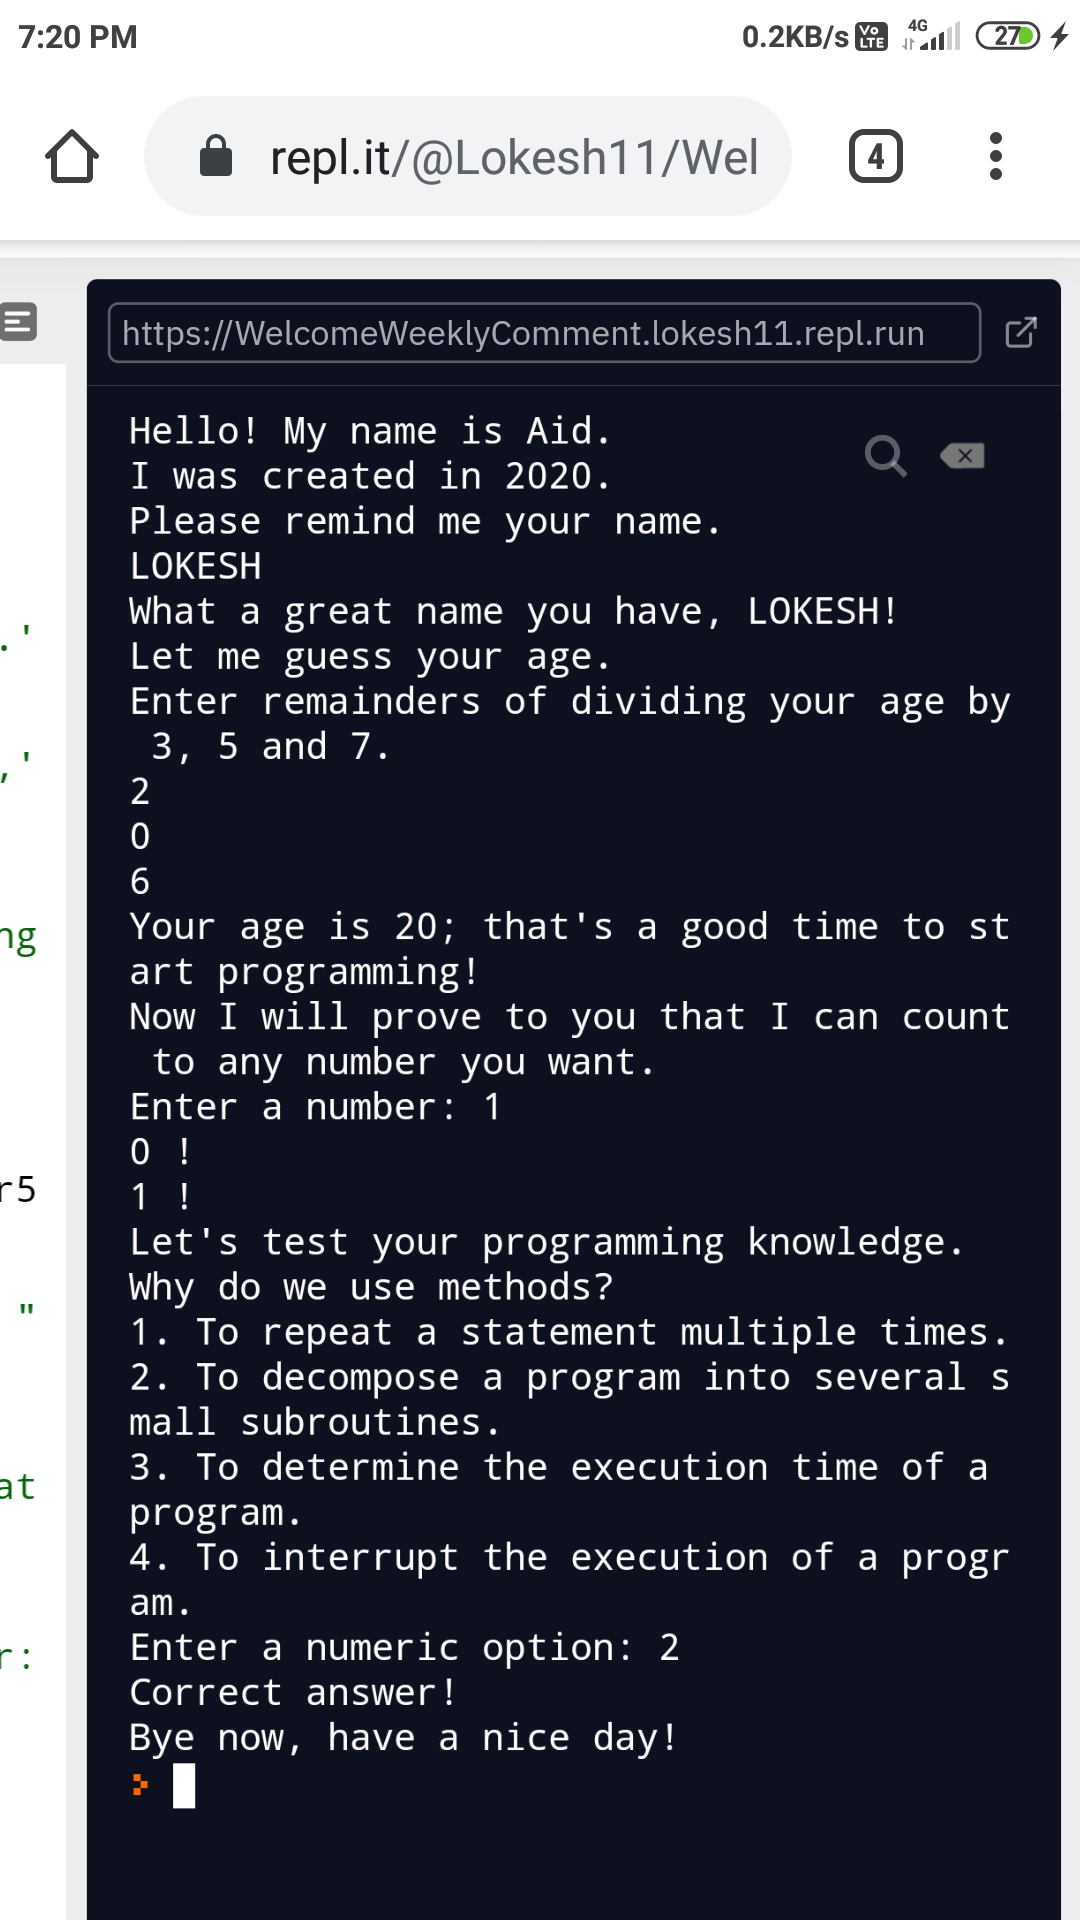 7:20 PM
0.2KB/s Vo LTE 4G 27
repl.it/@Lokesh11/Wel
4
https://WelcomeWeeklyComment.lokesh11.repl.run
Hello! My name is Aid.
I was created in 2020.
Please remind me your name.
LOKESH
.'
What a great name you have, LOKESH!
Let me guess your age.
Enter remainders of dividing your age by
3, 5 and 7.
,'
2
0
6
Your age is 20; that's a good time to st
ng
art programming!
Now I will prove to you that I can count
to any number you want.
Enter a number: 1
0 !
1 !
r5
Let's test your programming knowledge.
Why do we use methods?
"
1. To repeat a statement multiple times.
2. To decompose a program into several s
mall subroutines.
3. To determine the execution time of a
at
program.
4. To interrupt the execution of a progr
am.
Enter a numeric option: 2
r:
Correct answer!
Bye now, have a nice day!